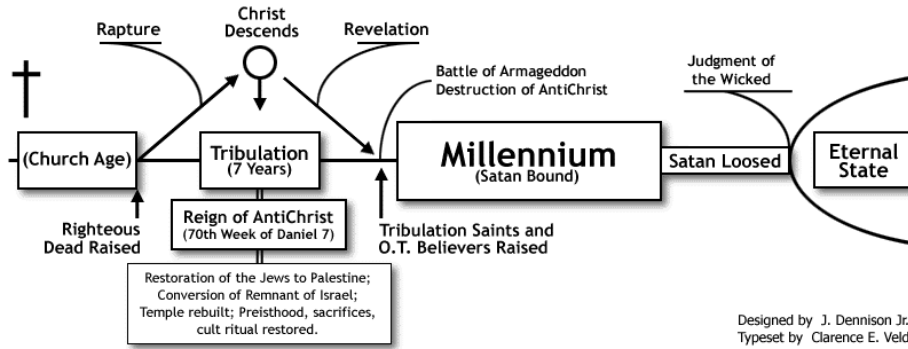 Rapture
Christ
Descends
Revelation
Battle of Armageddon
Destruction of AntiChrist
Judgment of
the Wicked
(Church Age)
Tribulation
(7 Years)
Millennium
(Satan Bound)
Satan Loosed
Eternal
State
Righteous
Dead Raised
Reign of AntiChrist
(70th Week of Daniel 7)
Tribulation Saints and
O.T. Believers Raised
Restoration of the Jews to Palestine;
Conversion of Remnant of Israel;
Temple rebuilt; Preisthood, sacrifices,
cult ritual restored.
Designed by J. Dennison Jr.
Typeset by Clarence E. Veld